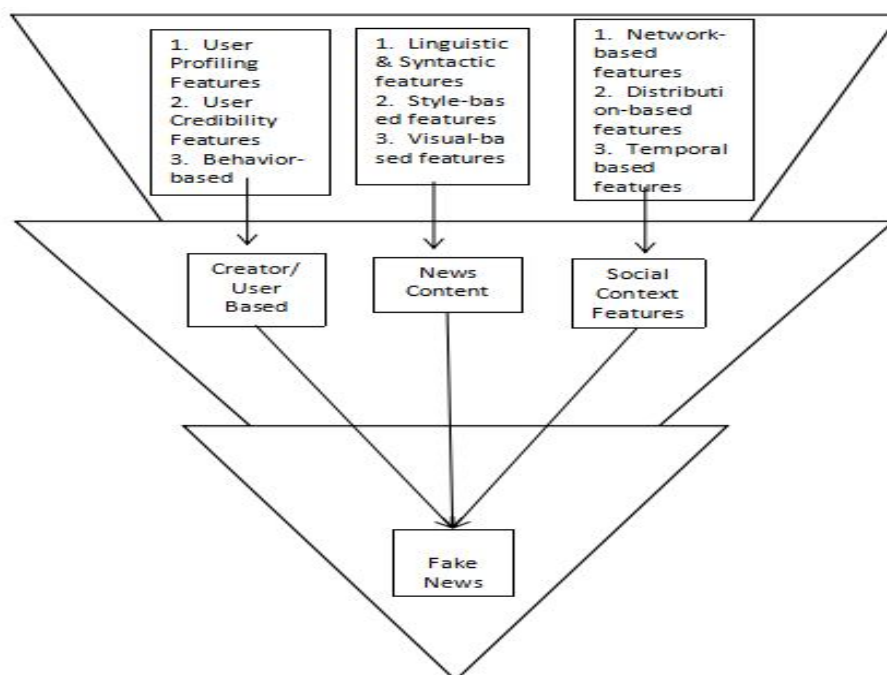 1. User
Profiling
Features
2. User
Credibility
Features
3. Behavior-
based
1. Linguistic
& Syntactic
features
2. Style-bas
ed features
3. Visual-ba
sed features
1. Network-
based
features
2. Distributi
on-based
features
3. Temporal
based
features
Creator/
User
Based
News
Content
Social
Context
Features
Fake
News